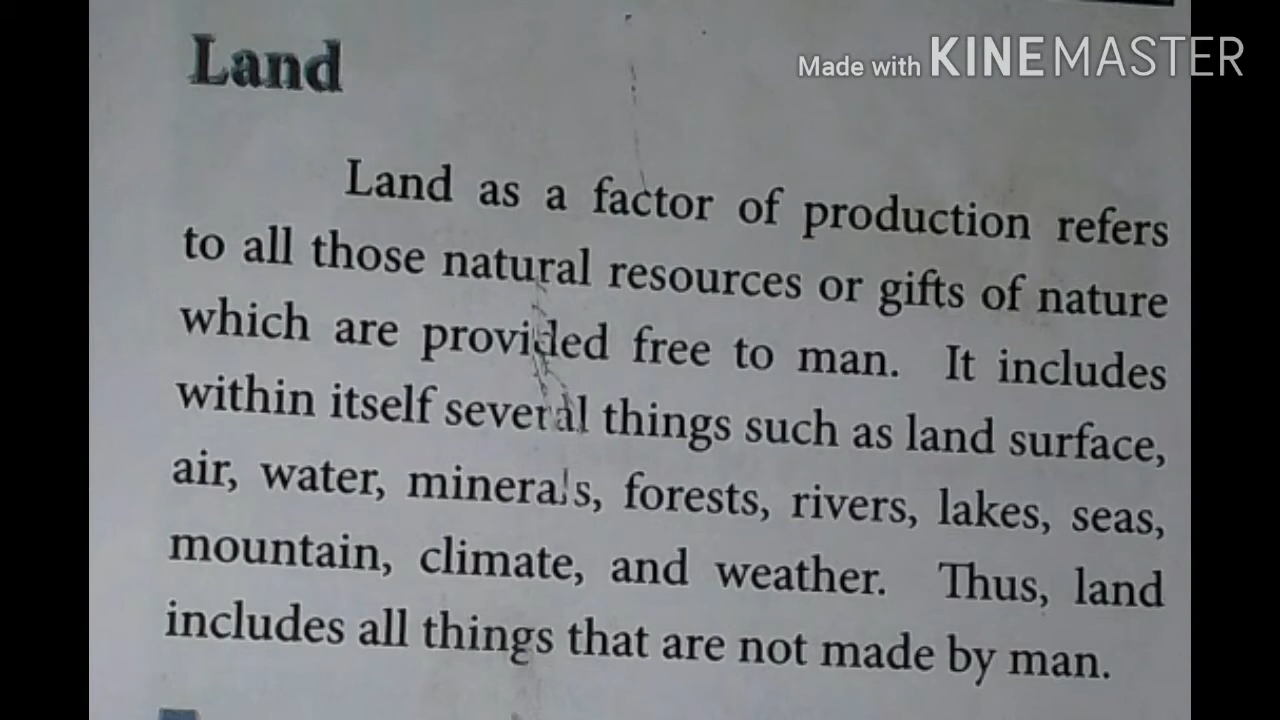 Made with KINEMASTER
Land
Land as a factor of production refers
to all those natural resources or gifts of nature
which are provided free to man. It includes
within itself several things such as land surface,
air, water, minerals, forests, rivers, lakes, seas,
mountain, climate, and weather. Thus, land
includes all things that are not made by man.